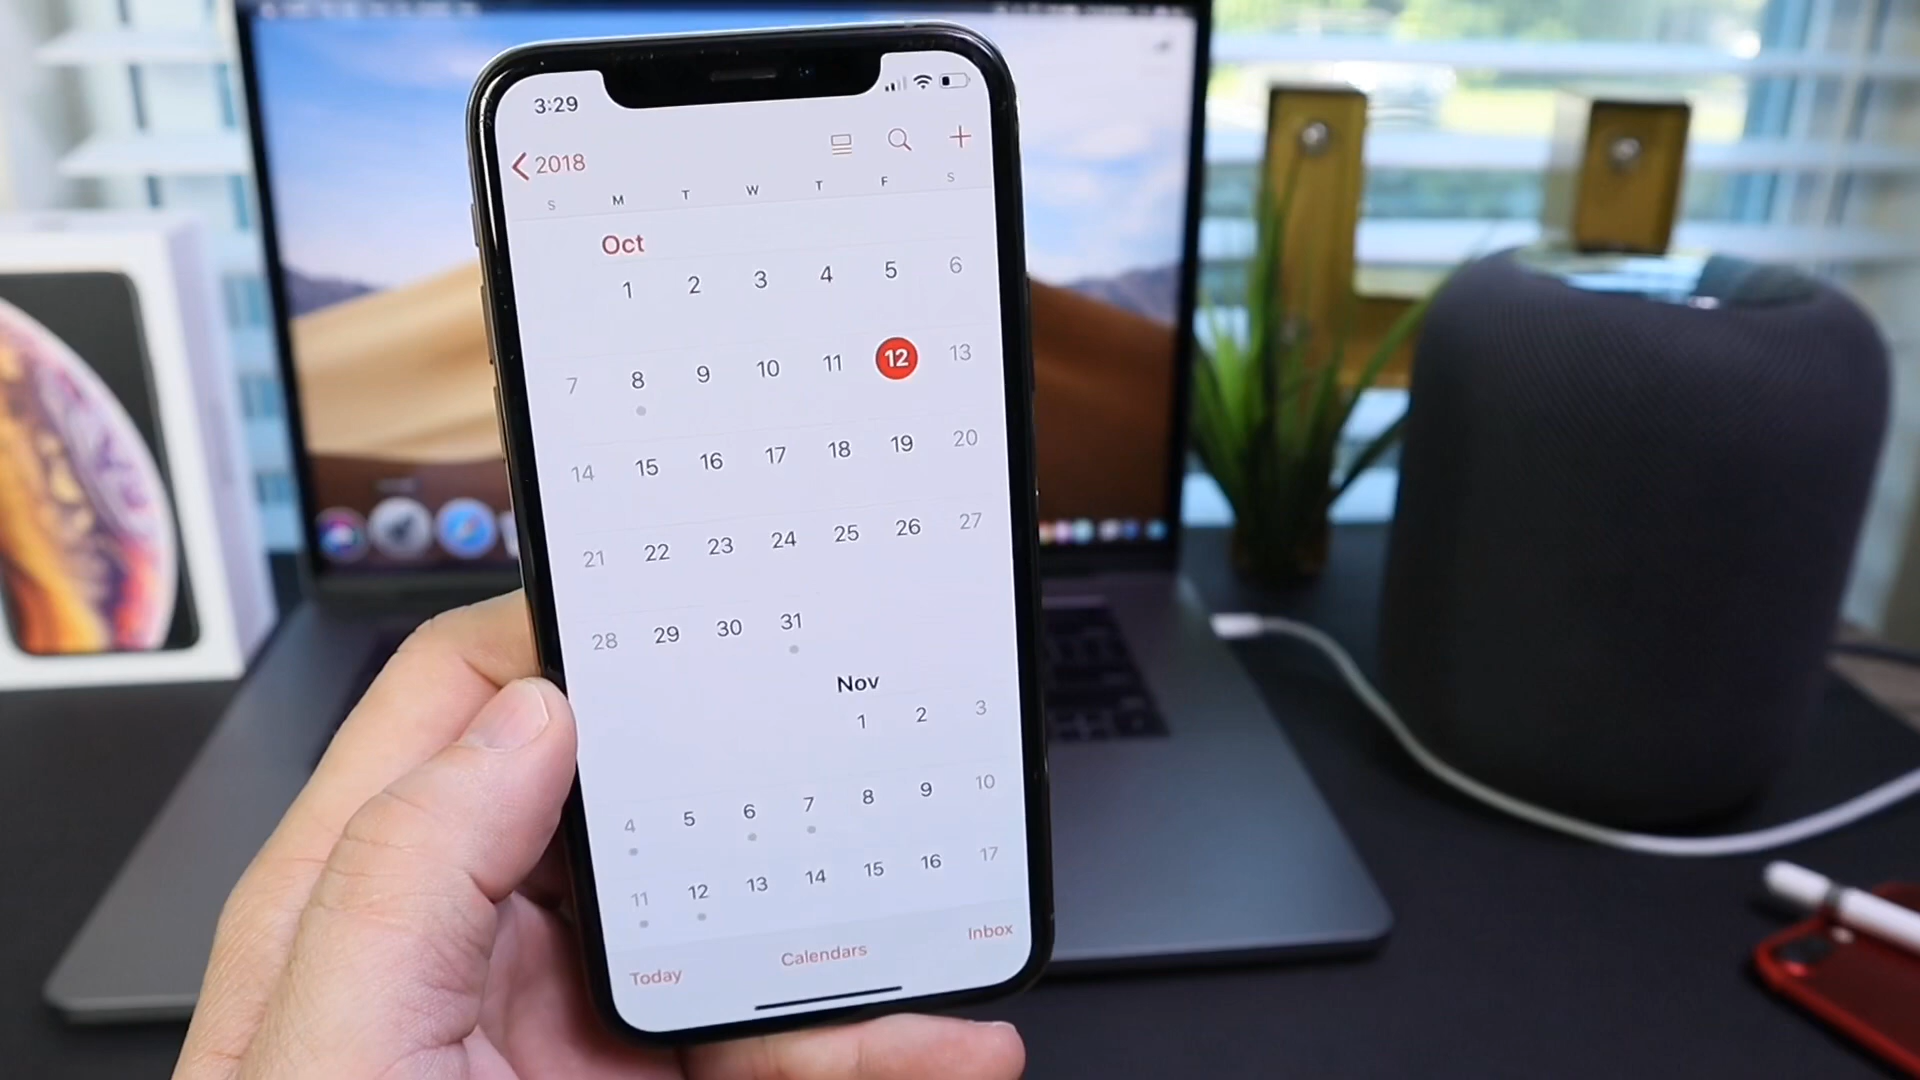 3:29
2018
S M T W T F S
Oct
1 2 3 4 5 6
7 8 9 10 11 12 13
14 15 16 17 18 19 20
21 22 23 24 25 26 27
28 29 30 31
Nov
1 2 3
4 5 6 7 8 9 10
11 12 13 14 15 16 17
Today Calendars Inbox